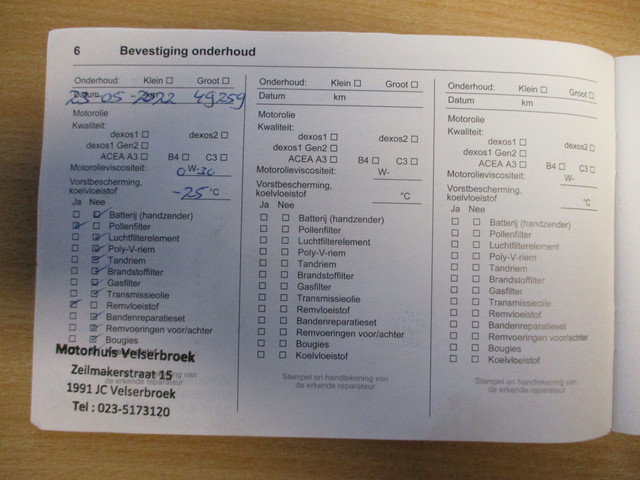 6 Bevestiging onderhoud
Onderhoud: Klein ☐ Groot ☐
Datum km
23-05-2022 49259
Motorolie
Kwaliteit:
dexos1 ☐ dexos2 ☐
dexos1 Gen2 ☐
ACEA A3 ☐ B4 ☐ C3 ☐
Motorolieviscositeit: 0 W- 30
Vorstbescherming,
koelvloeistof -25 °C
Ja Nee
☐ ☑ Batterij (handzender)
☑ ☐ Pollenfilter
☐ ☑ Luchtfilterelement
☐ ☑ Poly-V-riem
☐ ☑ Tandriem
☐ ☑ Brandstoffilter
☐ ☑ Gasfilter
☐ ☑ Transmissieolie
☑ ☐ Remvloeistof
☐ ☑ Bandenreparatieset
☐ ☑ Remvoeringen voor/achter
☐ ☑ Bougies
Motorhuis Velserbroek
Zeilmakerstraat 15
1991 JC Velserbroek
Tel : 023-5173120
de erkende reparateur
Onderhoud: Klein ☐ Groot ☐
Datum km
Motorolie
Kwaliteit:
dexos1 ☐ dexos2 ☐
dexos1 Gen2 ☐
ACEA A3 ☐ B4 ☐ C3 ☐
Motorolieviscositeit: W-
Vorstbescherming,
koelvloeistof °C
Ja Nee
☐ ☐ Batterij (handzender)
☐ ☐ Pollenfilter
☐ ☐ Luchtfilterelement
☐ ☐ Poly-V-riem
☐ ☐ Tandriem
☐ ☐ Brandstoffilter
☐ ☐ Gasfilter
☐ ☐ Transmissieolie
☐ ☐ Remvloeistof
☐ ☐ Bandenreparatieset
☐ ☐ Remvoeringen voor/achter
☐ ☐ Bougies
☐ ☐ Koelvloeistof
Stempel en handtekening van
de erkende reparateur
Onderhoud: Klein ☐ Groot ☐
Datum km
Motorolie
Kwaliteit:
dexos1 ☐ dexos2 ☐
dexos1 Gen2 ☐
ACEA A3 ☐ B4 ☐ C3 ☐
Motorolieviscositeit: W-
Vorstbescherming,
koelvloeistof °C
Ja Nee
☐ ☐ Batterij (handzender)
☐ ☐ Pollenfilter
☐ ☐ Luchtfilterelement
☐ ☐ Poly-V-riem
☐ ☐ Tandriem
☐ ☐ Brandstoffilter
☐ ☐ Gasfilter
☐ ☐ Transmissieolie
☐ ☐ Remvloeistof
☐ ☐ Bandenreparatieset
☐ ☐ Remvoeringen voor/achter
☐ ☐ Bougies
☐ ☐ Koelvloeistof
Stempel en handtekening van
de erkende reparateur